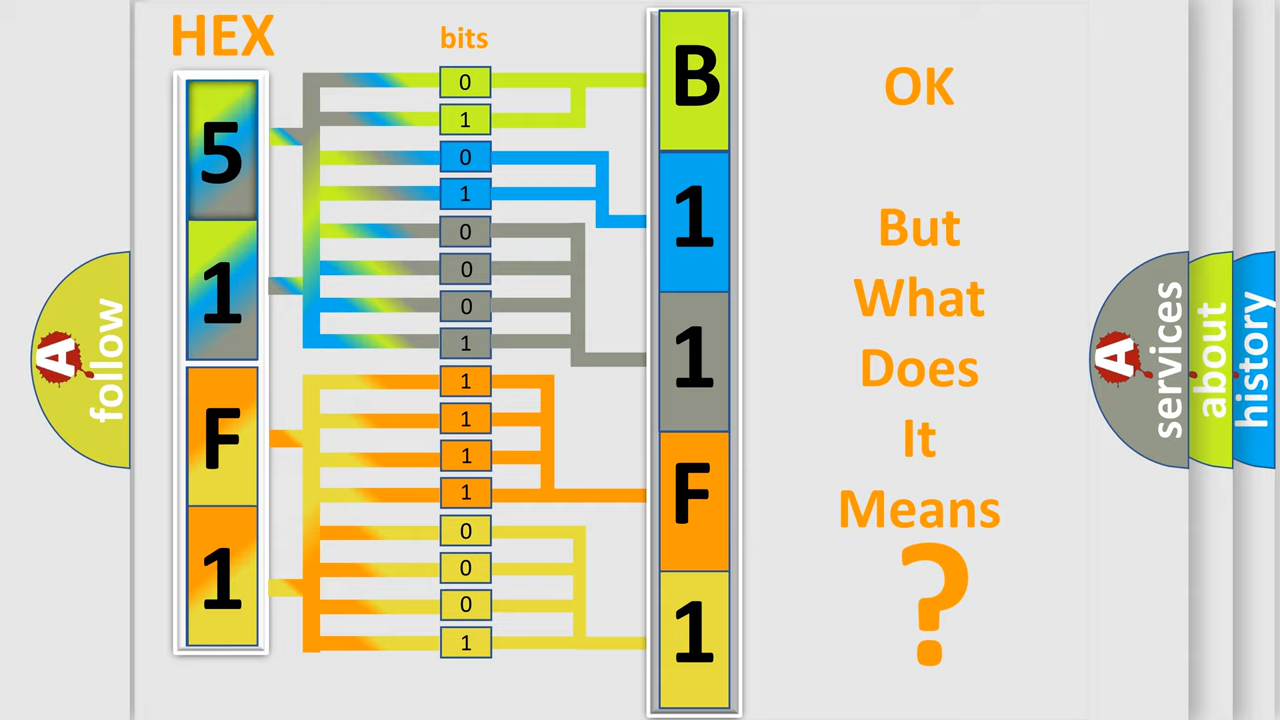 HEX
bits
5
1
F
1
0
1
0
1
0
0
0
1
1
1
1
1
0
0
0
1
B
1
1
F
1
OK
But
What
Does
It
Means
?
A
follow
A
services
about
history